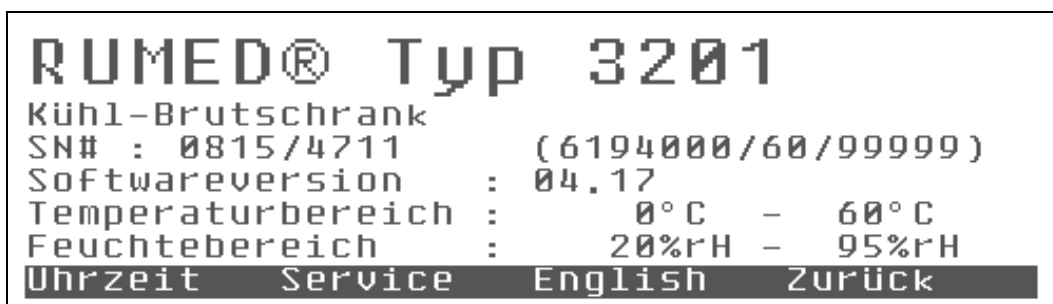 RUMED® Typ 3201
Kühl-Brutschrank
SN# : 0815/4711 (6194000/60/99999)
Softwareversion : 04.17
Temperaturbereich : 0°C - 60°C
Feuchtebereich : 20%rH - 95%rH
Uhrzeit Service English Zurück